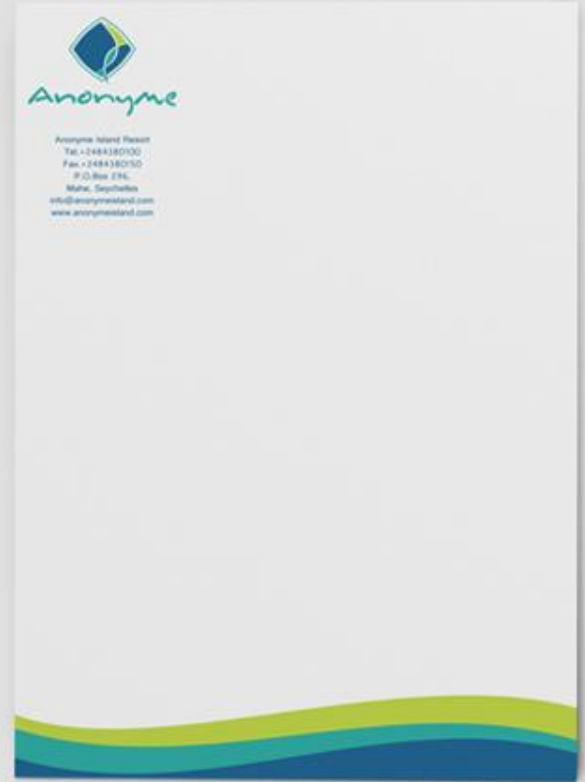 Anonyme
Anonyme Island Resort
Tel.+2484380100
Fax.+2484380150
P.O.Box
Mahe, Seychelles
info@anonymeisland.com
www.anonymeisland.com